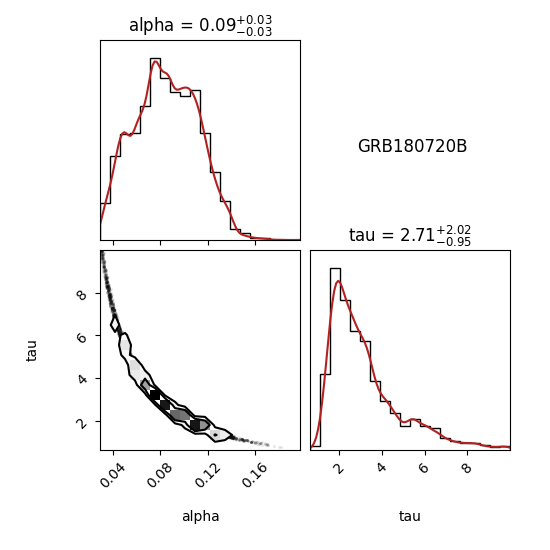 alpha = 0.09+0.03 −0.03
GRB180720B
tau = 2.71+2.02 −0.95
8
6
4
2
tau
0.04 0.08 0.12 0.16
alpha
2 4 6 8
tau